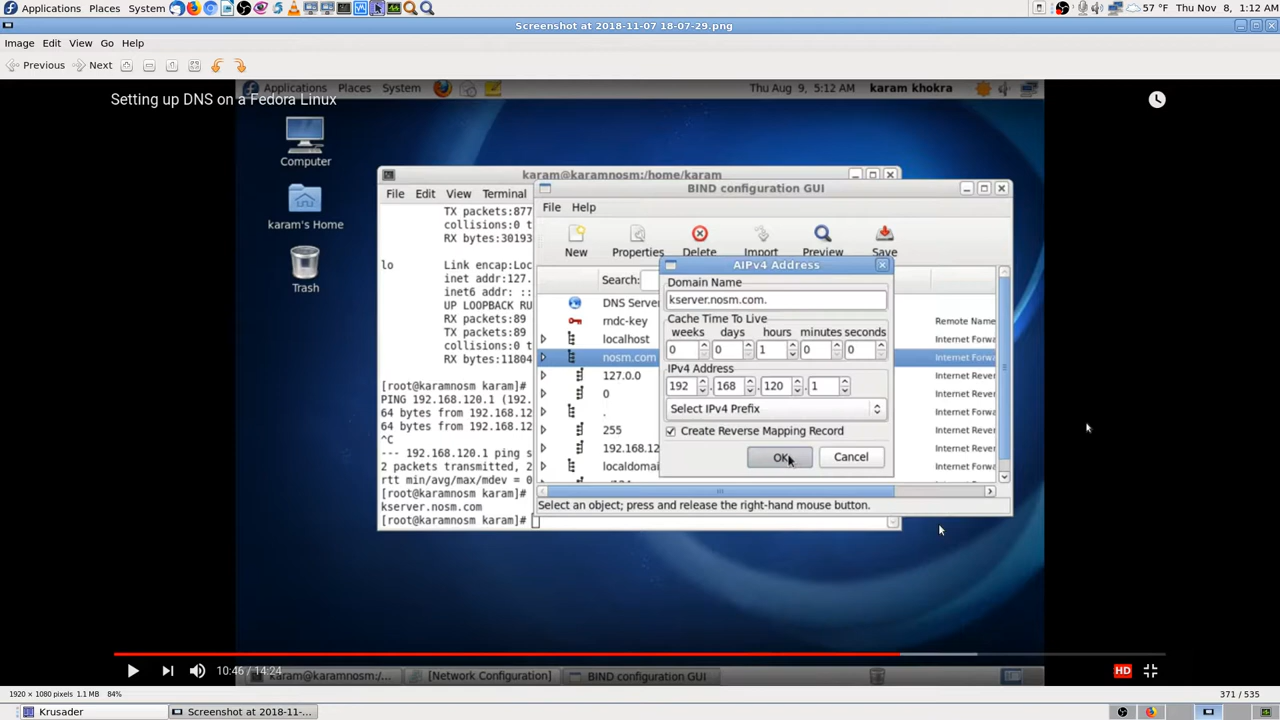 Applications Places System 57 °F Thu Nov 8, 1:12 AM
Screenshot at 2018-11-07 18-07-29.png
Image Edit View Go Help
Previous Next
Applications Places System Thu Aug 9, 5:12 AM karam khokra
Setting up DNS on a Fedora Linux
Computer
karam's Home
Trash
karam@karamnosm:/home/karam
File Edit View Terminal
TX packets:877
collisions:0 t
RX bytes:30193
lo Link encap:Loc
inet addr:127.
inet6 addr: ::
UP LOOPBACK RU
RX packets:89
TX packets:89
collisions:0 t
RX bytes:11804
[root@karamnosm karam]#
PING 192.168.120.1 (192.
64 bytes from 192.168.12
64 bytes from 192.168.12
^C
--- 192.168.120.1 ping s
2 packets transmitted, 2
rtt min/avg/max/mdev = 0
[root@karamnosm karam]#
kserver.nosm.com
[root@karamnosm karam]#
BIND configuration GUI
File Help
New Properties Delete Import Preview Save
Search:
DNS Server
rndc-key Remote Name
localhost Internet Forwa
nosm.com Internet Forwa
127.0.0 Internet Rever
0 Internet Rever
. Internet Forwa
255 Internet Rever
192.168.12 Internet Rever
localdomai Internet Forwa
Select an object; press and release the right-hand mouse button.
AIPv4 Address
Domain Name
kserver.nosm.com.
Cache Time To Live
weeks days hours minutes seconds
0 0 1 0 0
IPv4 Address
192 . 168 . 120 . 1
Select IPv4 Prefix
Create Reverse Mapping Record
OK Cancel
10:46 / 14:24 HD
karam@karamnosm:/... [Network Configuration] BIND configuration GUI
1920 × 1080 pixels 1.1 MB 84% 371 / 535
Krusader Screenshot at 2018-11-...